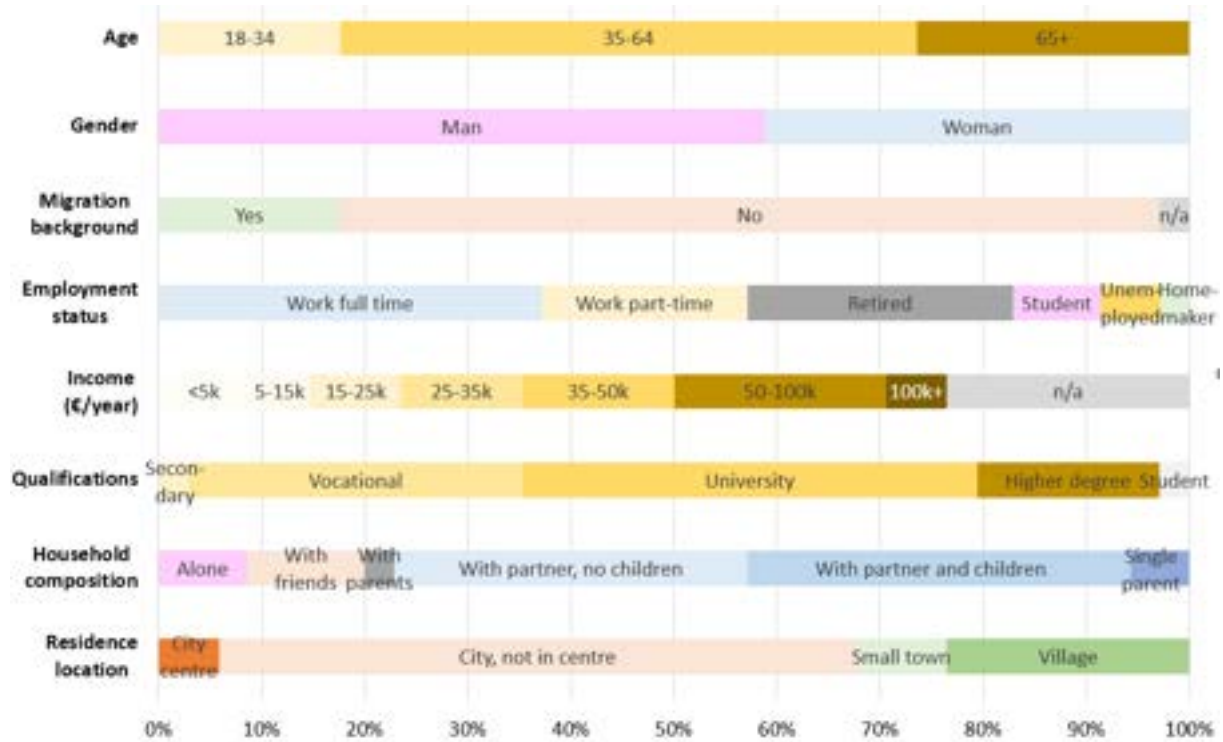 Age 18-34 35-64 65+
Gender Man Woman
Migration
background Yes No n/a
Employment
status Work full time Work part-time Retired Student Unem-
ployed Home-
maker
Income
(€/year) <5k 5-15k 15-25k 25-35k 35-50k 50-100k 100k+ n/a
Qualifications Secon-
dary Vocational University Higher degree Student
Household
composition Alone With
friends With
parents With partner, no children With partner and children Single
parent
Residence
location City
centre City, not in centre Small town Village
0% 10% 20% 30% 40% 50% 60% 70% 80% 90% 100%